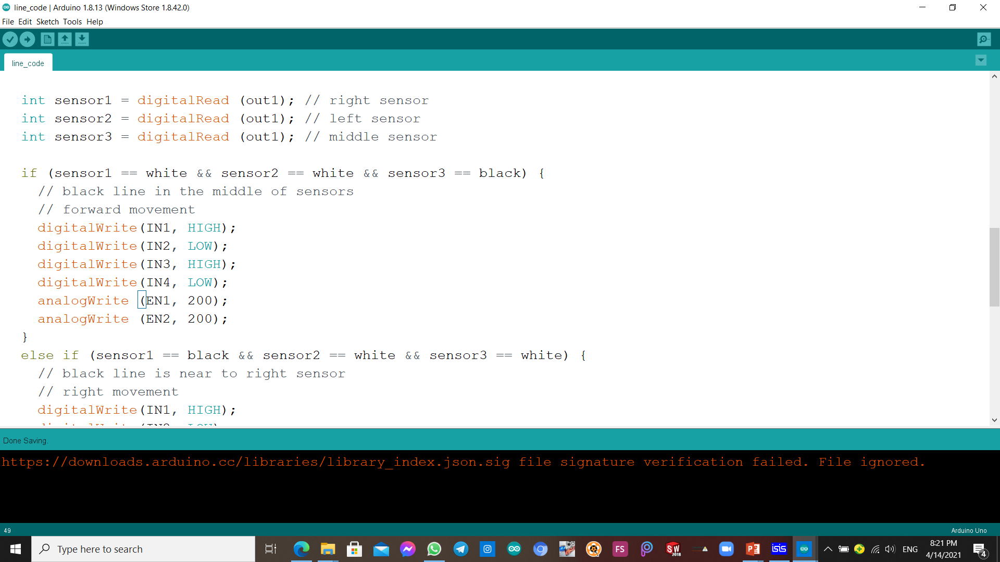 line_code | Arduino 1.8.13 (Windows Store 1.8.42.0)
File Edit Sketch Tools Help
line_code
int sensor1 = digitalRead (out1); // right sensor
int sensor2 = digitalRead (out1); // left sensor
int sensor3 = digitalRead (out1); // middle sensor
if (sensor1 == white && sensor2 == white && sensor3 == black) {
// black line in the middle of sensors
// forward movement
digitalWrite(IN1, HIGH);
digitalWrite(IN2, LOW);
digitalWrite(IN3, HIGH);
digitalWrite(IN4, LOW);
analogWrite (EN1, 200);
analogWrite (EN2, 200);
}
else if (sensor1 == black && sensor2 == white && sensor3 == white) {
// black line is near to right sensor
// right movement
digitalWrite(IN1, HIGH);
Done Saving.
https://downloads.arduino.cc/libraries/library_index.json.sig file signature verification failed. File ignored.
49
Arduino Uno
Type here to search
FS
SW
2018
isis
ENG
8:21 PM
4/14/2021
4